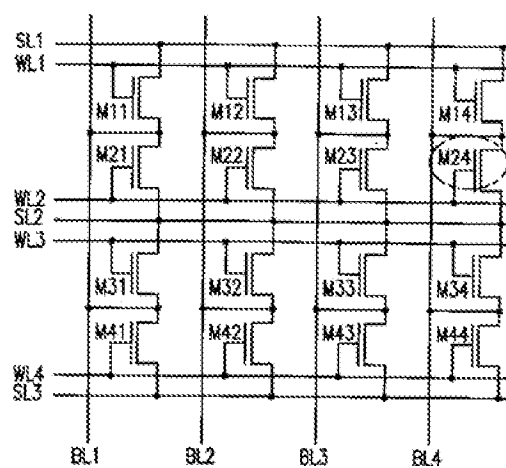 SL1
WL1
M11 M12 M13 M14
M21 M22 M23 M24
WL2
SL2
WL3
M31 M32 M33 M34
M41 M42 M43 M44
WL4
SL3
BL1 BL2 BL3 BL4